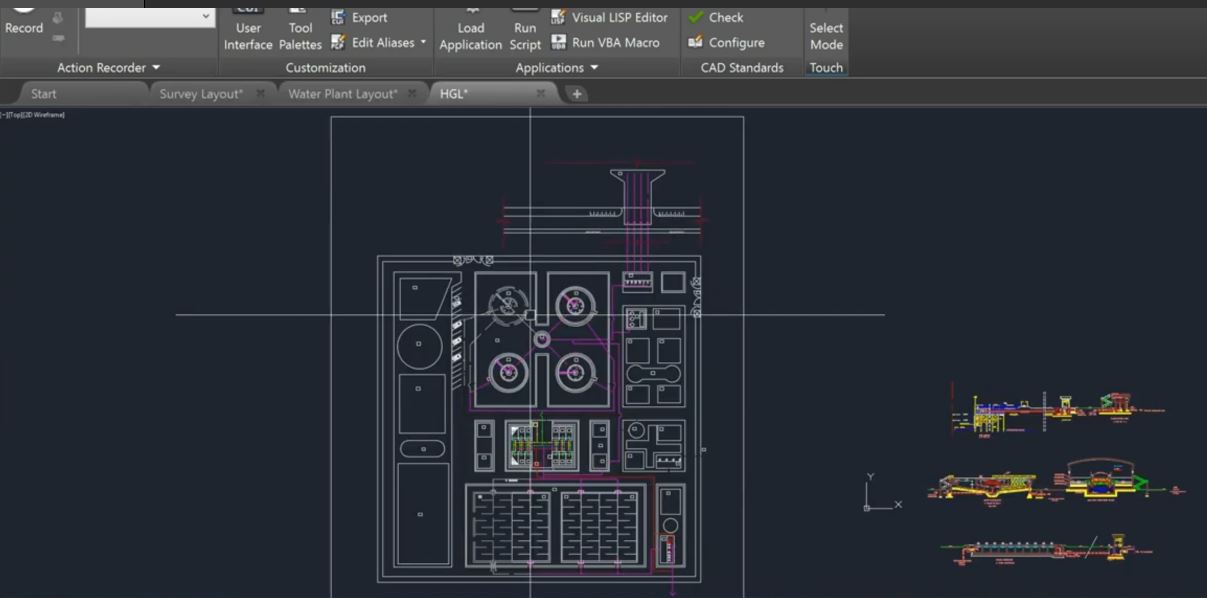 CUI Export Visual LISP Editor Check
Record User Tool Load Run Select
Interface Palettes Edit Aliases Application Script Run VBA Macro Configure Mode
Action Recorder Customization Applications CAD Standards Touch
Start Survey Layout* Water Plant Layout* HGL*
[−][Top][2D Wireframe]
Y
X